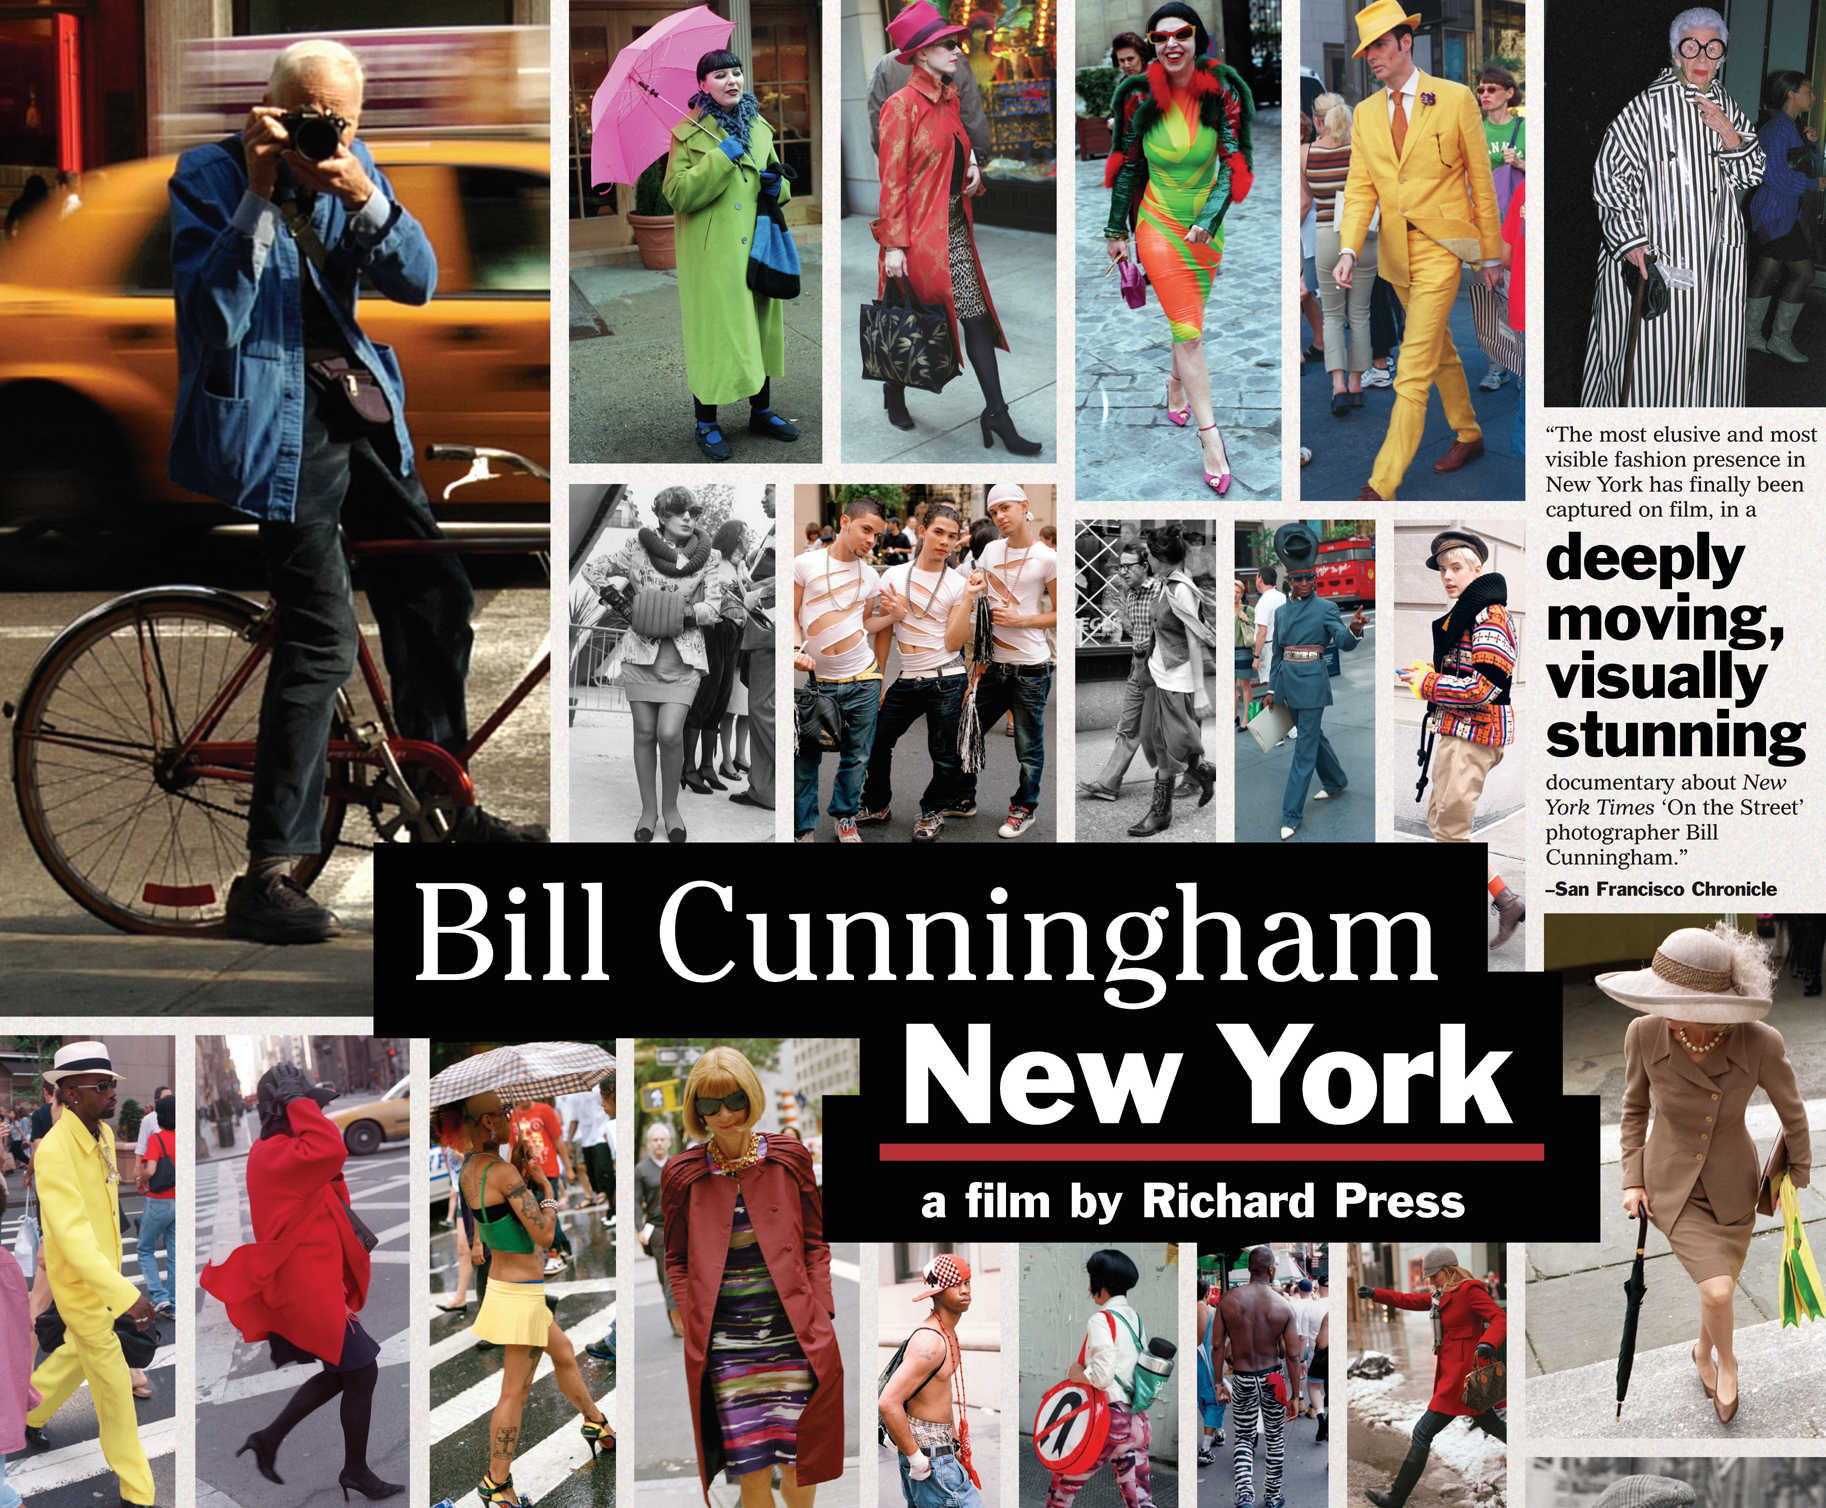 “The most elusive and most
visible fashion presence in
New York has finally been
captured on film, in a
deeply
moving,
visually
stunning
documentary about New
York Times ‘On the Street’
photographer Bill
Cunningham.”
–San Francisco Chronicle
Bill Cunningham
New York
a film by Richard Press